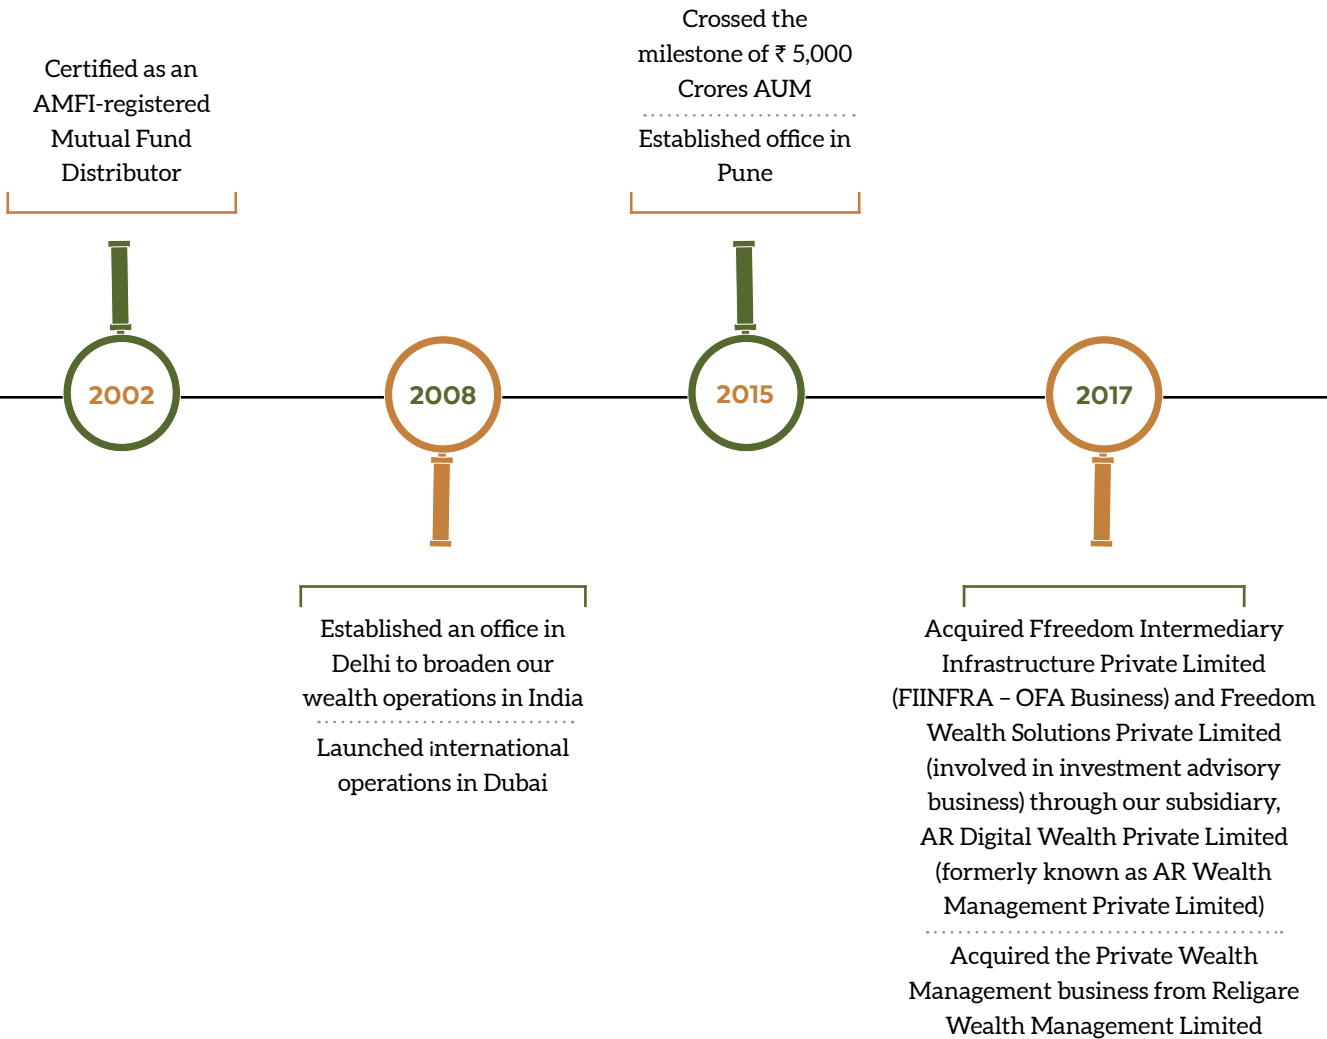 Certified as an
AMFI-registered
Mutual Fund
Distributor
2002
2008
Established an office in
Delhi to broaden our
wealth operations in India
Launched international
operations in Dubai
Crossed the
milestone of ₹ 5,000
Crores AUM
Established office in
Pune
2015
2017
Acquired Ffreedom Intermediary
Infrastructure Private Limited
(FIINFRA – OFA Business) and Freedom
Wealth Solutions Private Limited
(involved in investment advisory
business) through our subsidiary,
AR Digital Wealth Private Limited
(formerly known as AR Wealth
Management Private Limited)
Acquired the Private Wealth
Management business from Religare
Wealth Management Limited